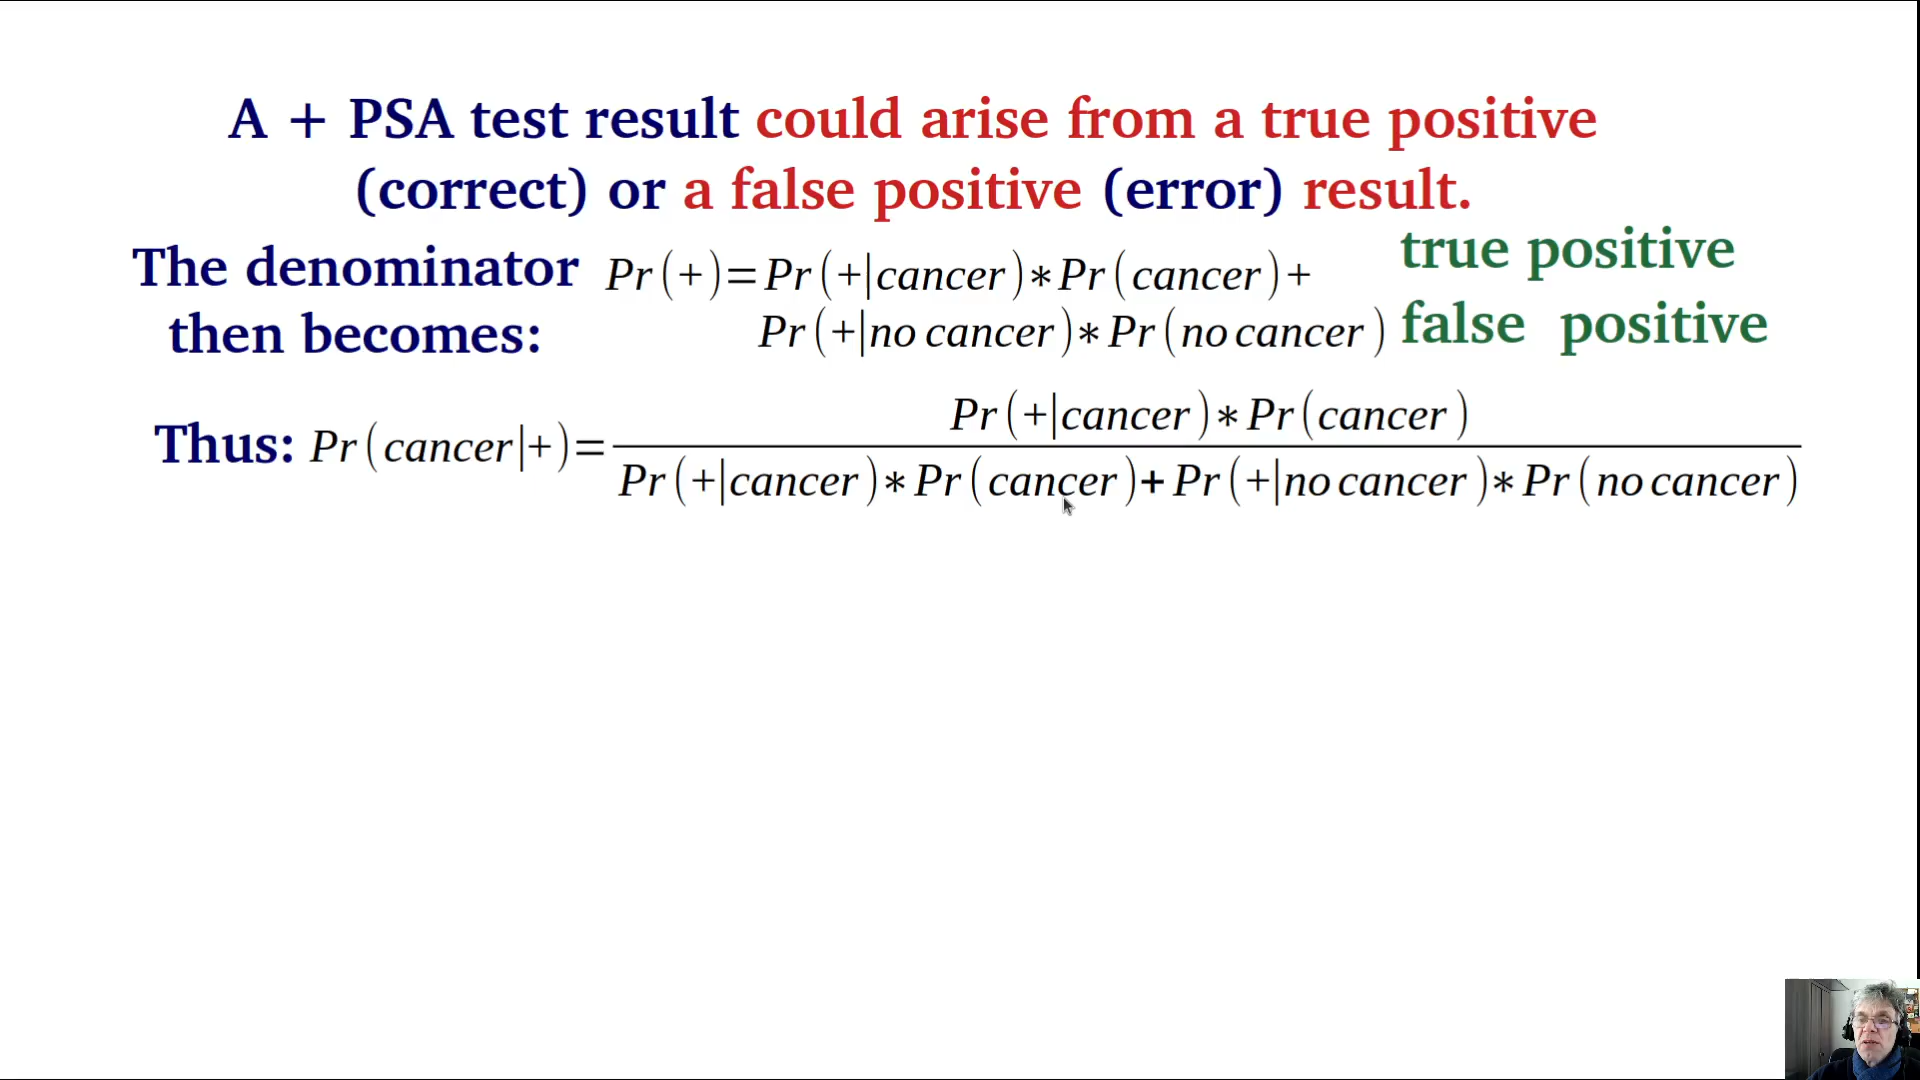 A + PSA test result could arise from a true positive
(correct) or a false positive (error) result.
The denominator Pr(+)=Pr(+|cancer)*Pr(cancer)+ true positive
then becomes: Pr(+|no cancer)*Pr(no cancer) false positive
Pr(+|cancer)*Pr(cancer)
Thus: Pr(cancer|+)=
Pr(+|cancer)*Pr(cancer)+Pr(+|no cancer)*Pr(no cancer)